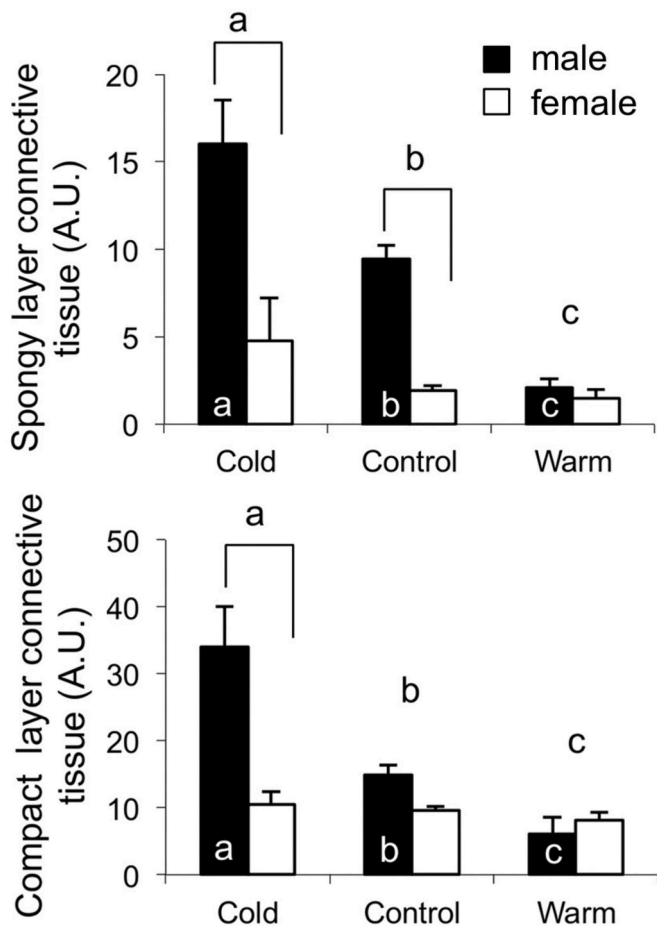 a
male
female
20
15
10
5
0
Spongy layer connective
tissue (A.U.)
b
c
a
b
c
Cold Control Warm
a
50
40
30
20
10
0
Compact layer connective
tissue (A.U.)
b
c
a
b
c
Cold Control Warm